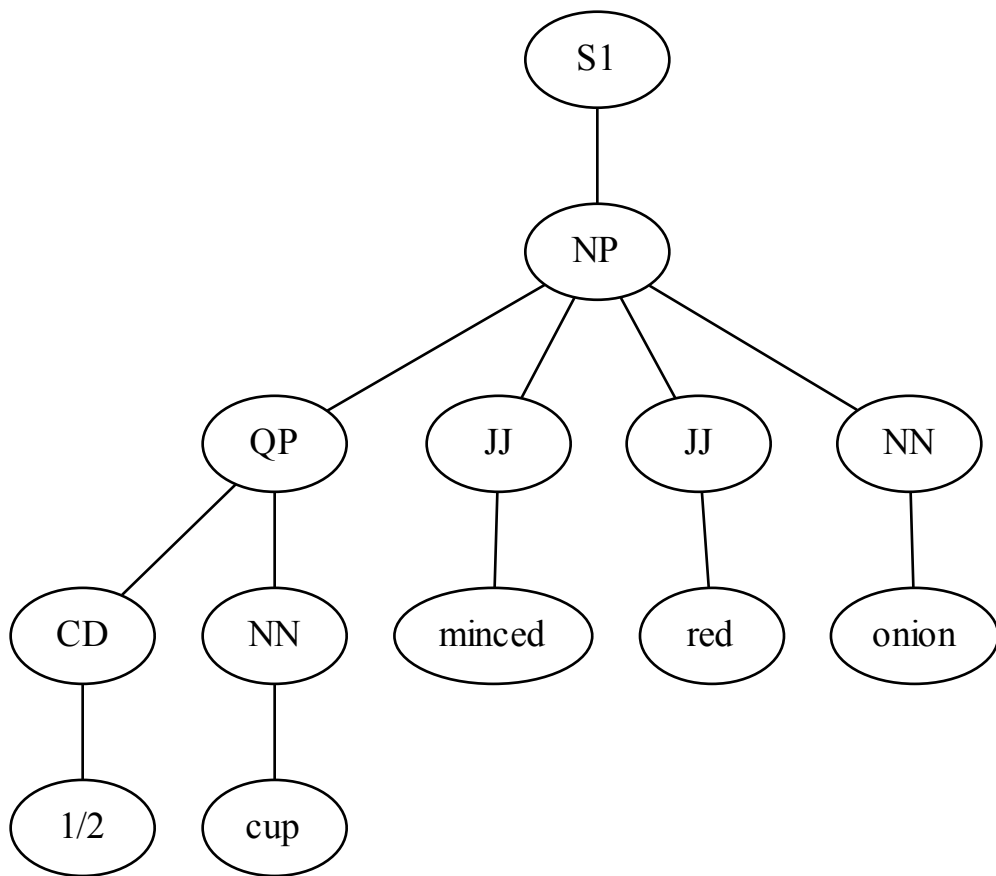 S1
NP
QP JJ JJ NN
CD NN minced red onion
1/2 cup